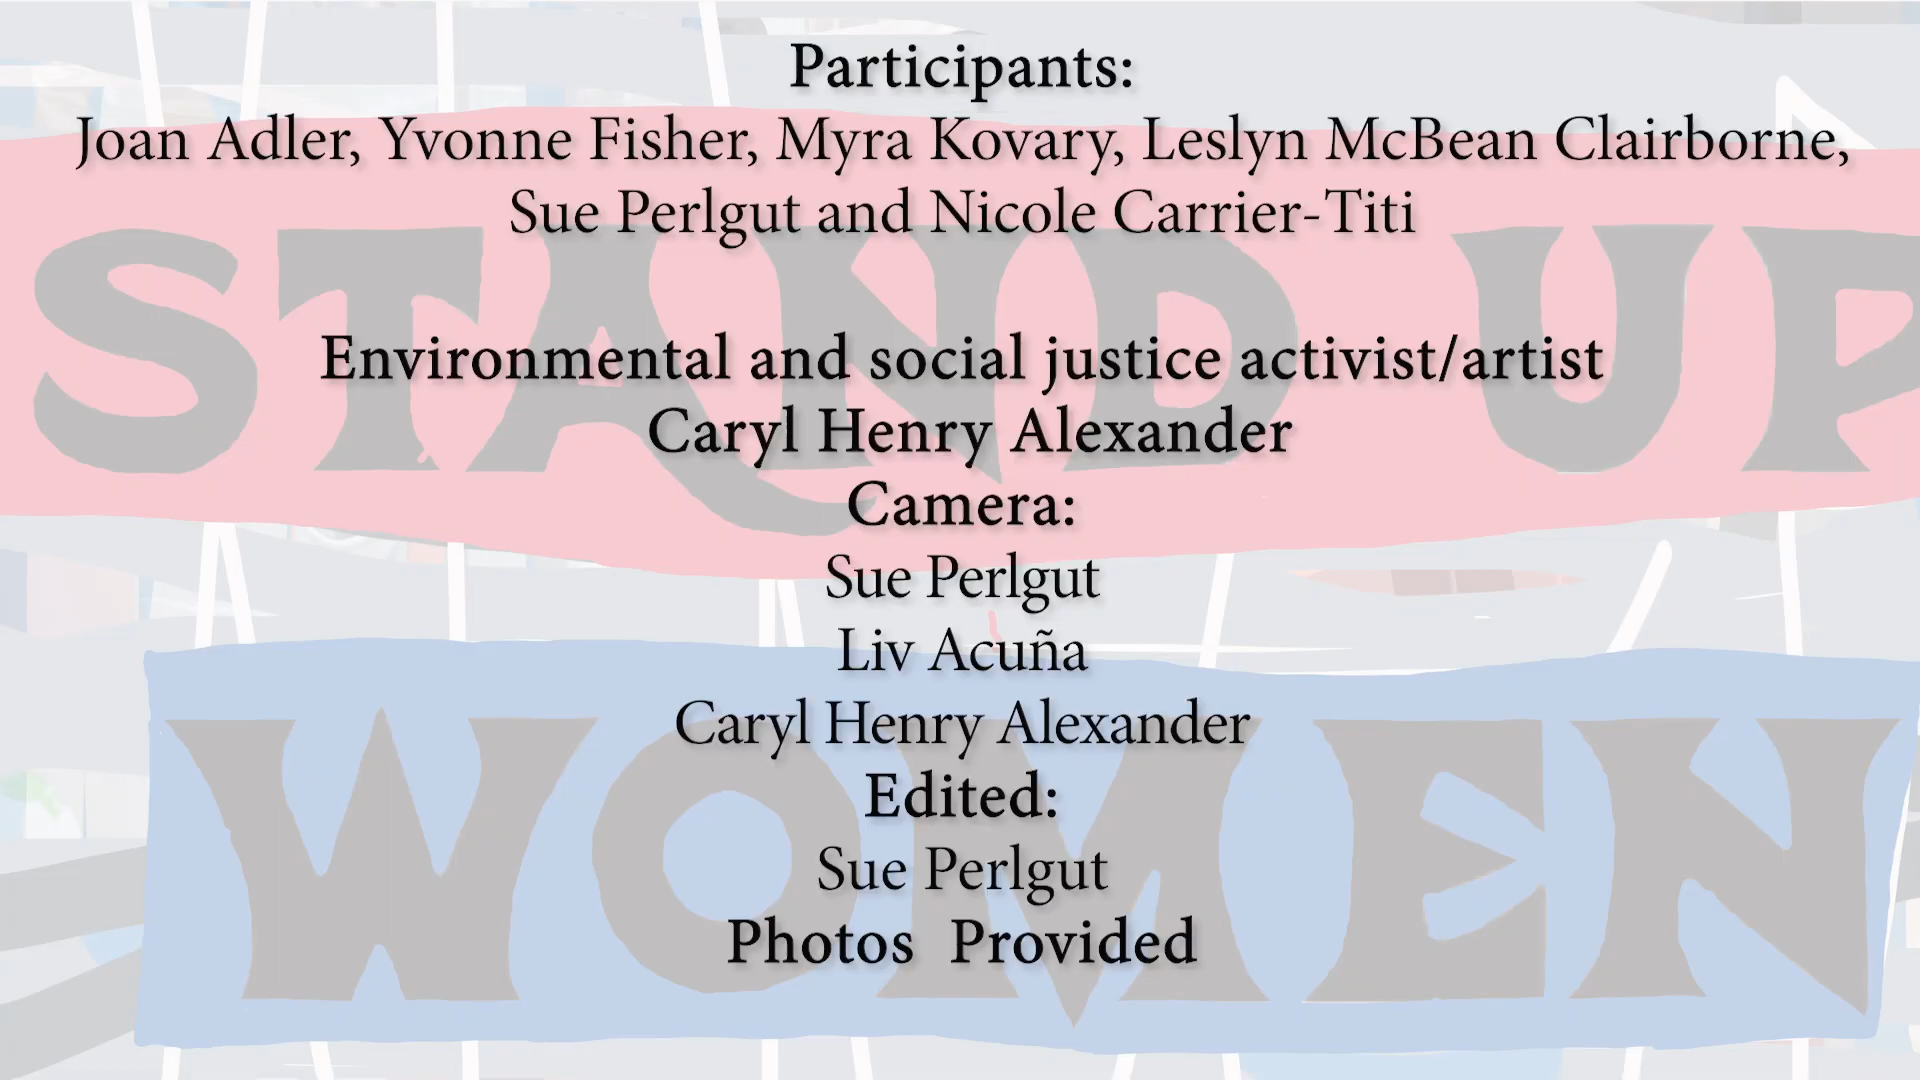 Participants:
Joan Adler, Yvonne Fisher, Myra Kovary, Leslyn McBean Clairborne,
Sue Perlgut and Nicole Carrier-Titi
STAND UP
Environmental and social justice activist/artist
Caryl Henry Alexander
Camera:
Sue Perlgut
Liv Acuña
Caryl Henry Alexander
WOMEN
Edited:
Sue Perlgut
Photos Provided